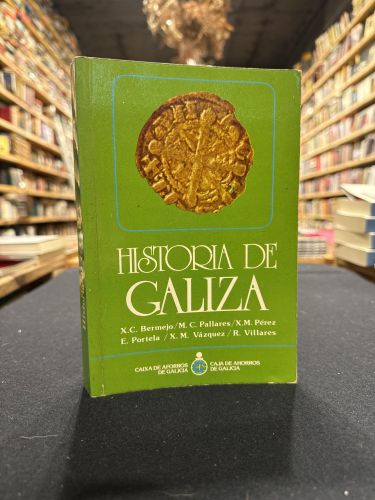 HISTORIA DE
GALIZA
X.C. Bermejo/M.C. Pallares/X.M. Pérez
E. Portela /X.M. Vázquez/R. Villares
CAIXA DE AFORROS
DE GALICIA
CAJA DE AHORROS
DE GALICIA